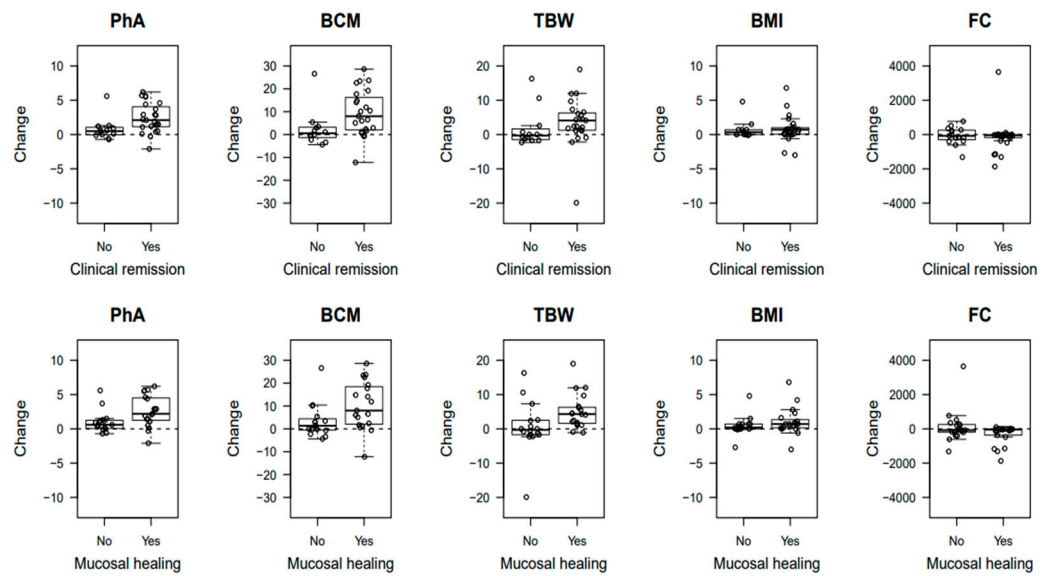 PhA BCM TBW BMI FC
10 30 20 10 4000
5 20 10 5 2000
10
0 0 0 0 0
−10
−5 −20 −10 −5 −2000
−10 −30 −20 −10 −4000
Change Change Change Change Change
No Yes No Yes No Yes No Yes No Yes
Clinical remission Clinical remission Clinical remission Clinical remission Clinical remission
PhA BCM TBW BMI FC
10 30 20 10 4000
5 20 10 5 2000
10
0 0 0 0 0
−10
−5 −20 −10 −5 −2000
−10 −30 −20 −10 −4000
Change Change Change Change Change
No Yes No Yes No Yes No Yes No Yes
Mucosal healing Mucosal healing Mucosal healing Mucosal healing Mucosal healing